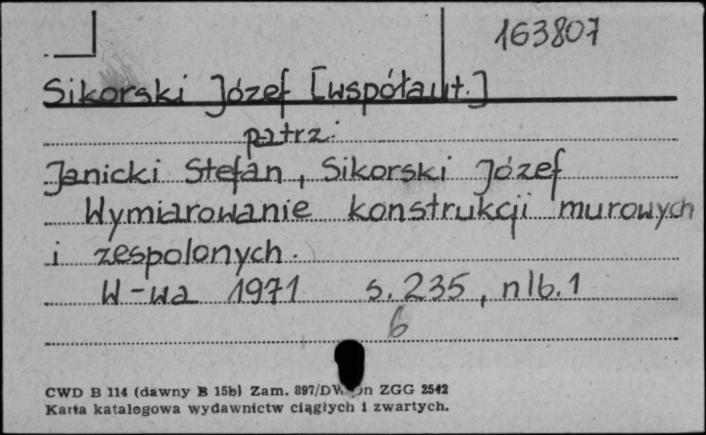 163807
Sikorski Józef [współaut.]
patrz:
Janicki Stefan, Sikorski Józef
Wymiarowanie konstrukcji murowych
i zespolonych.
W-wa 1971 s. 235, nlb. 1
6
CWD B 114 (dawny B 15b) Zam. 897/DW ZGG 2542
Karta katalogowa wydawnictw ciągłych i zwartych.